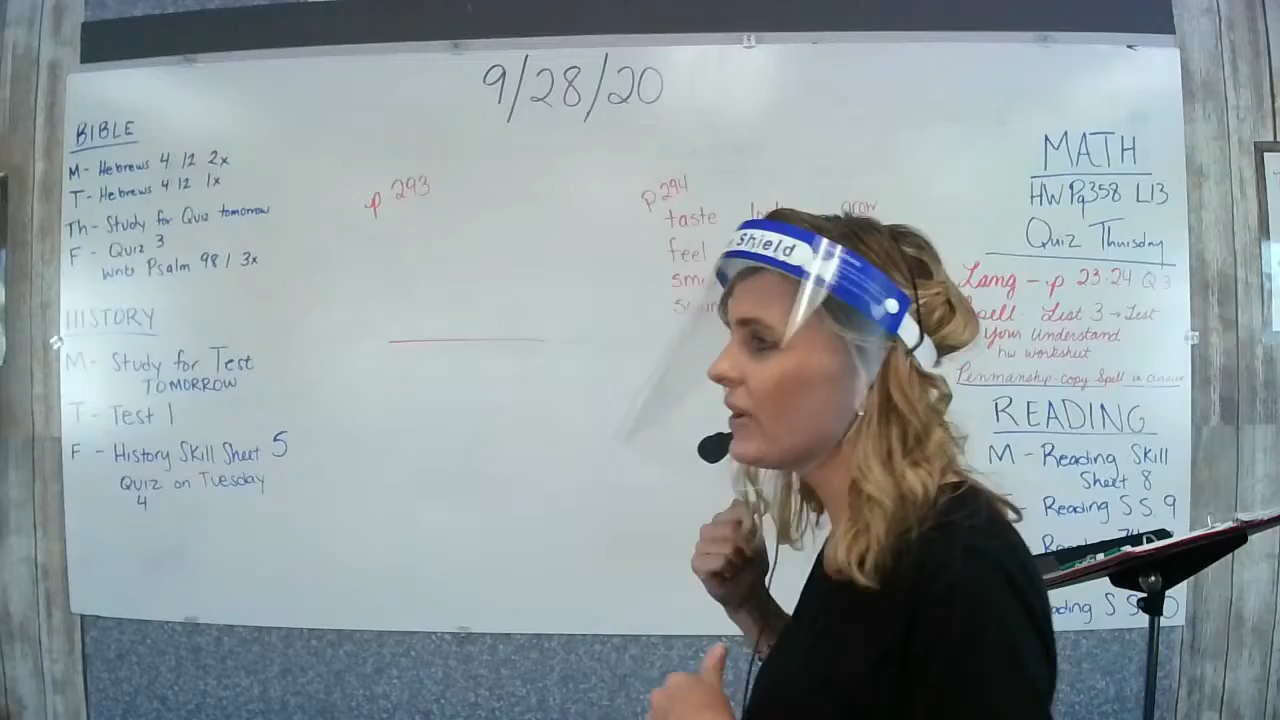 9/28/20
BIBLE
M- Hebrews 4 12 2x
T- Hebrews 4 12 1x
Th- Study for Quiz tomorrow
F - Quiz 3
Write Psalm 98 1 3x
HISTORY
M- Study for Test
TOMORROW
T- Test 1
F - History Skill Sheet 5
QUIZ on Tuesday
4
p 293
p 294
taste
grow
feel
Shield
MATH
HW Pg358 L13
Quiz Thursday
Lang - p 23-24 Q 3
List 3 → Test
Your Understand
hw worksheet
Penmanship-copy Spell in cursive
READING
M - Reading Skill
Sheet 8
Reading S S. 9